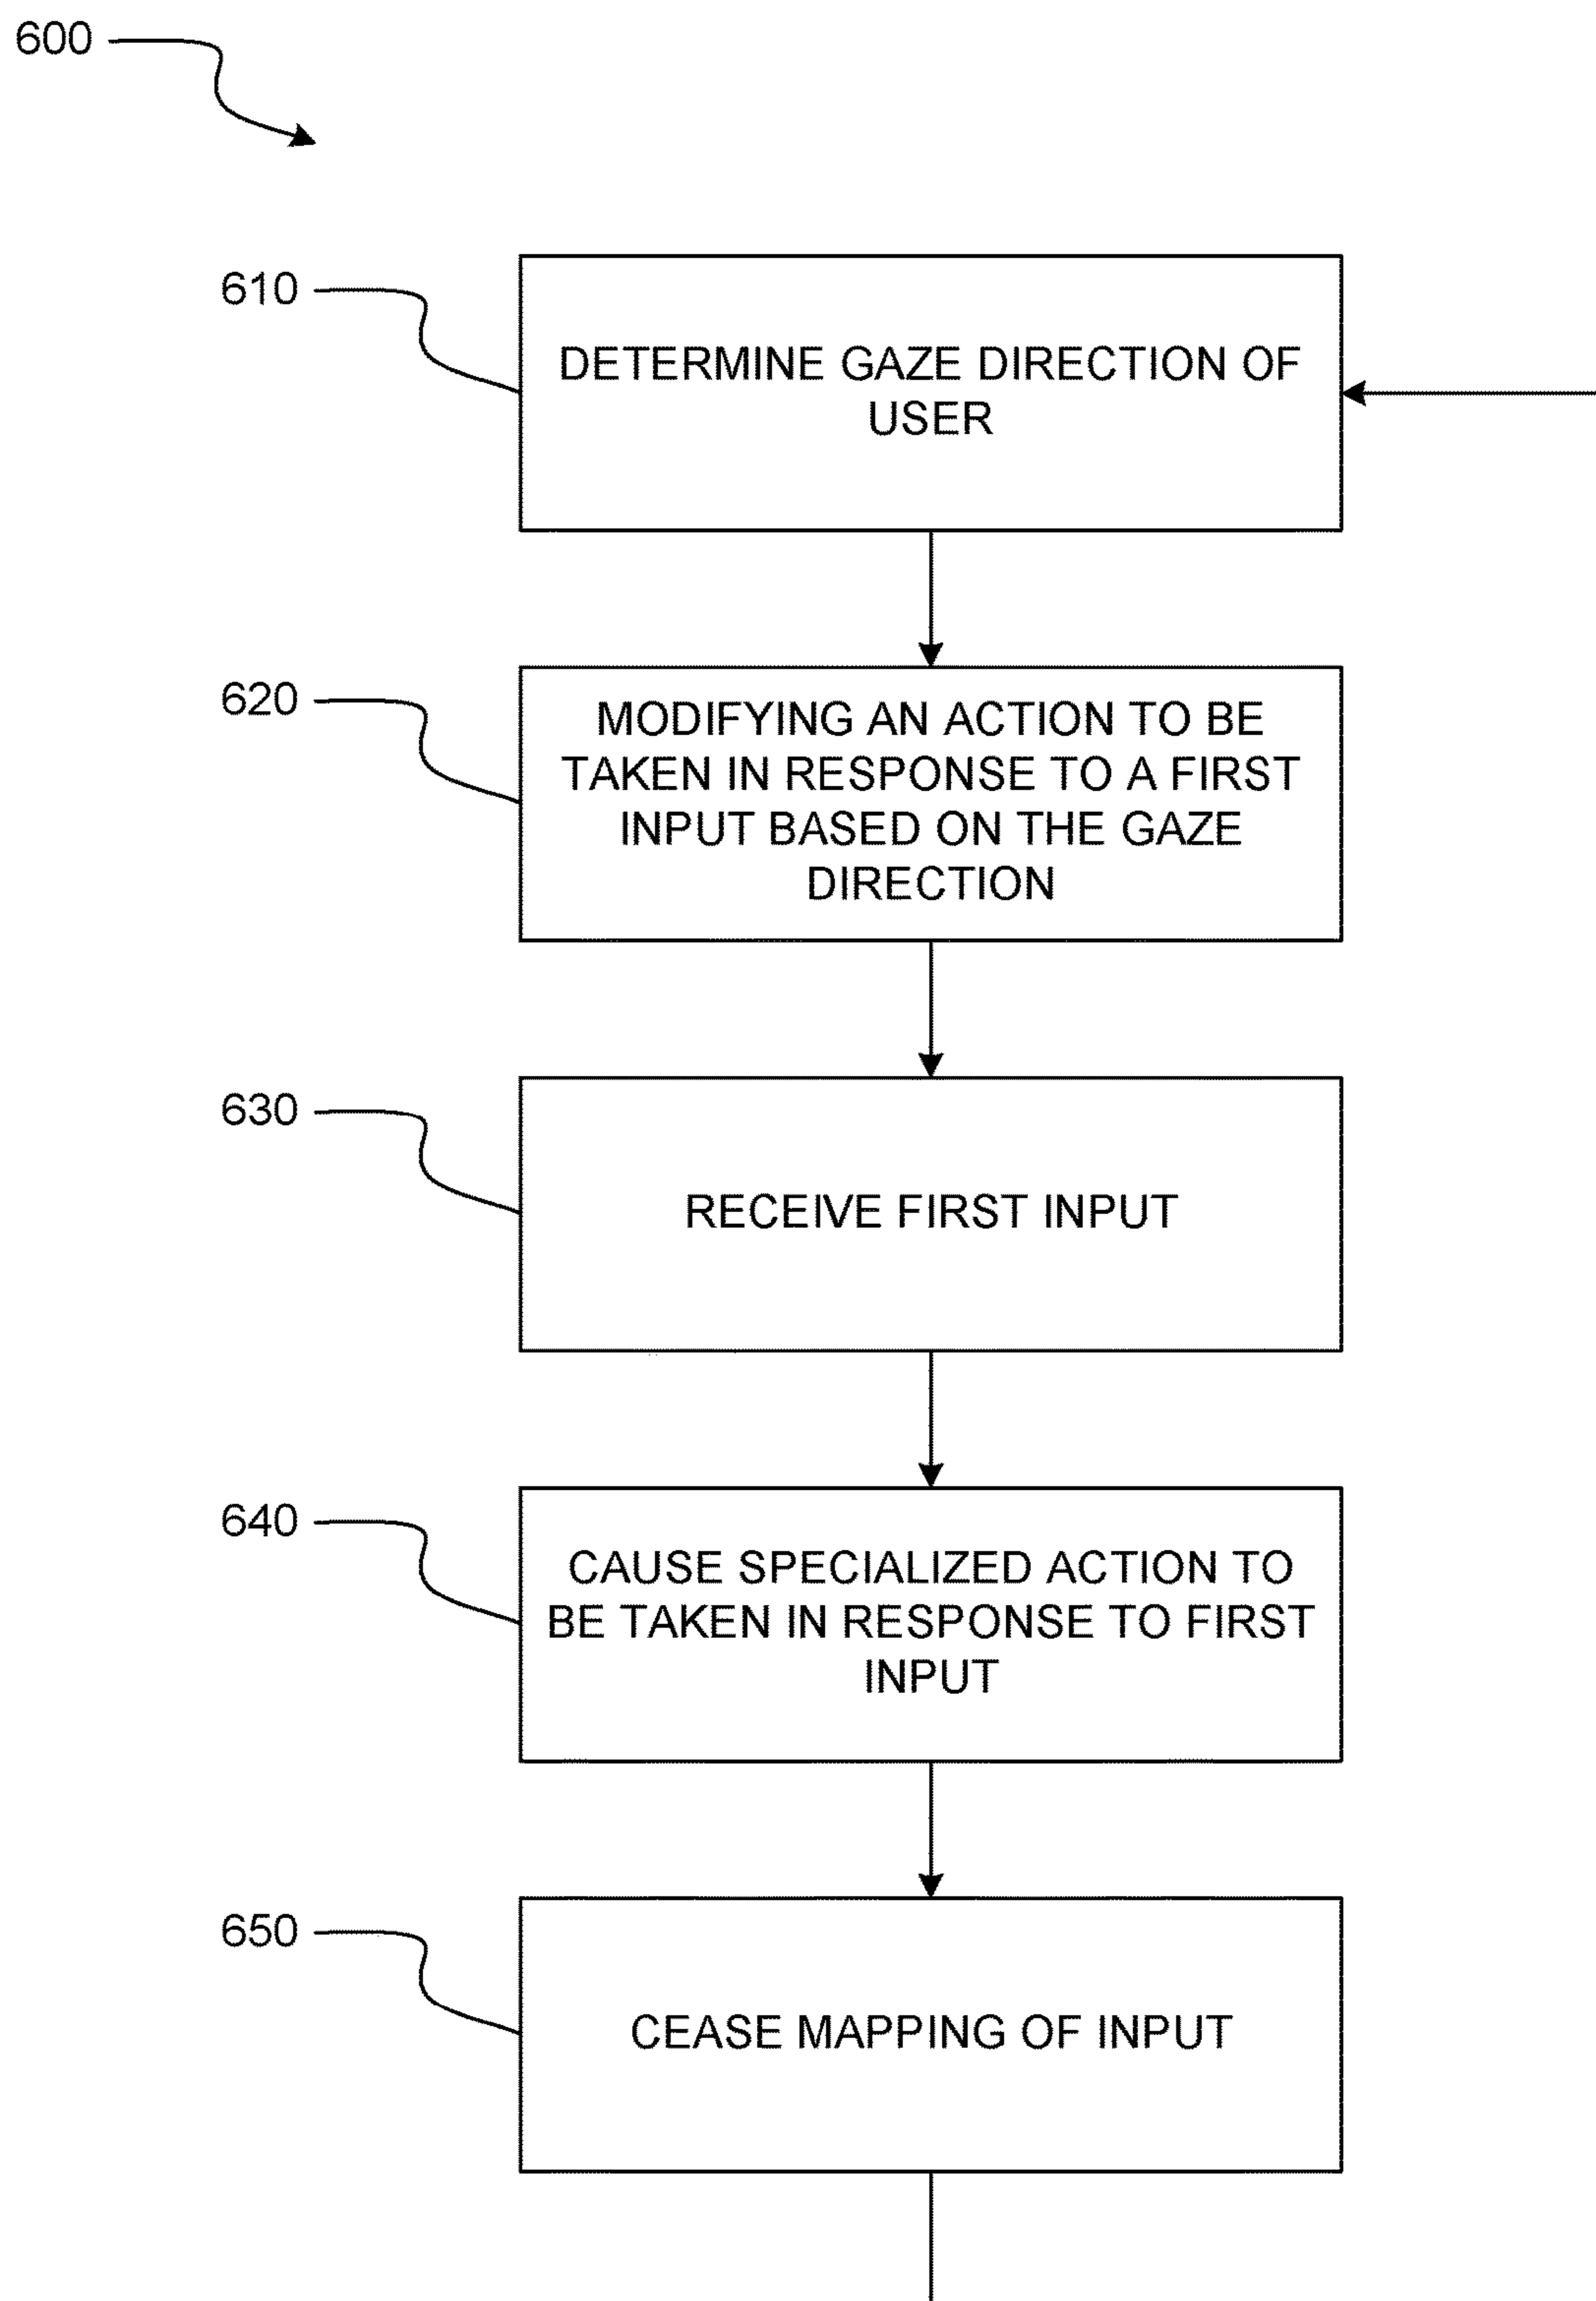 600
610
DETERMINE GAZE DIRECTION OF
USER
620
MODIFYING AN ACTION TO BE
TAKEN IN RESPONSE TO A FIRST
INPUT BASED ON THE GAZE
DIRECTION
630
RECEIVE FIRST INPUT
640
CAUSE SPECIALIZED ACTION TO
BE TAKEN IN RESPONSE TO FIRST
INPUT
650
CEASE MAPPING OF INPUT